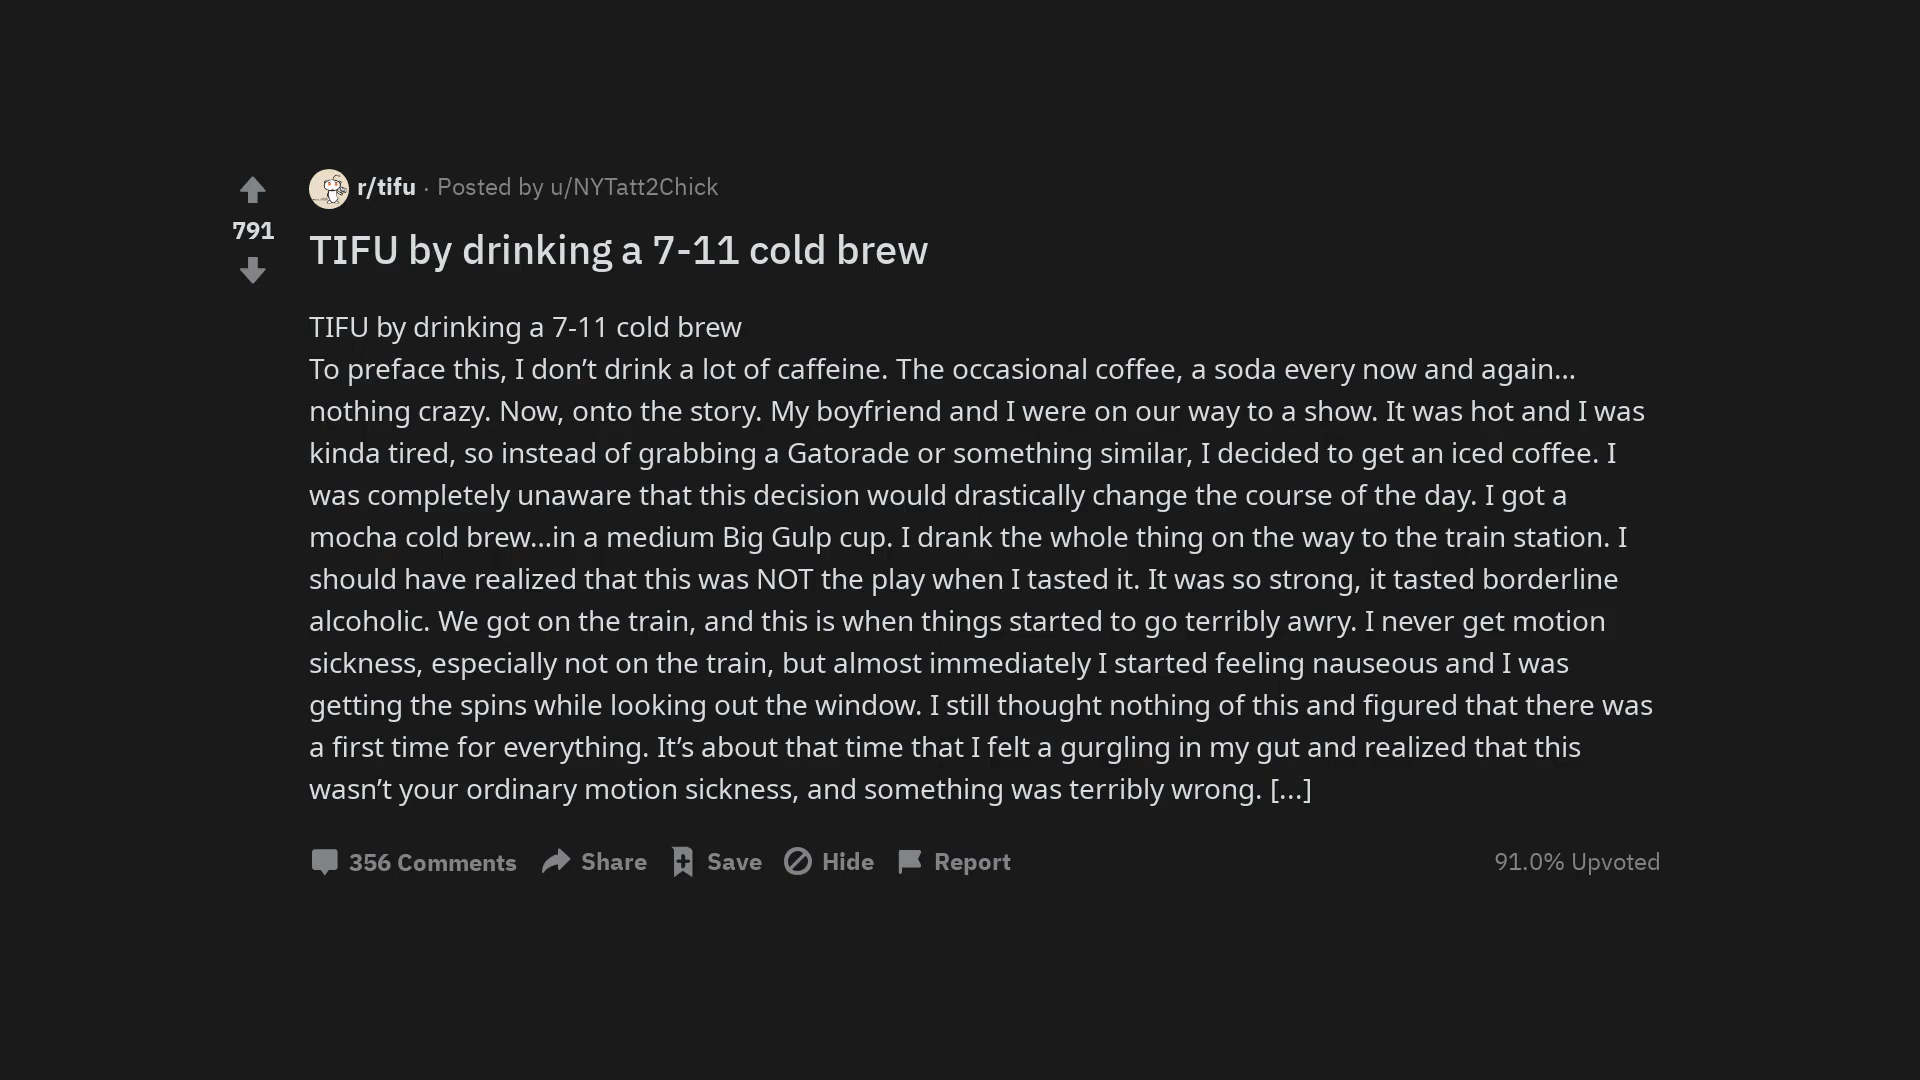 r/tifu · Posted by u/NYTatt2Chick
791
TIFU by drinking a 7-11 cold brew
TIFU by drinking a 7-11 cold brew
To preface this, I don’t drink a lot of caffeine. The occasional coffee, a soda every now and again…
nothing crazy. Now, onto the story. My boyfriend and I were on our way to a show. It was hot and I was
kinda tired, so instead of grabbing a Gatorade or something similar, I decided to get an iced coffee. I
was completely unaware that this decision would drastically change the course of the day. I got a
mocha cold brew…in a medium Big Gulp cup. I drank the whole thing on the way to the train station. I
should have realized that this was NOT the play when I tasted it. It was so strong, it tasted borderline
alcoholic. We got on the train, and this is when things started to go terribly awry. I never get motion
sickness, especially not on the train, but almost immediately I started feeling nauseous and I was
getting the spins while looking out the window. I still thought nothing of this and figured that there was
a first time for everything. It’s about that time that I felt a gurgling in my gut and realized that this
wasn’t your ordinary motion sickness, and something was terribly wrong. [...]
356 Comments Share Save Hide Report 91.0% Upvoted